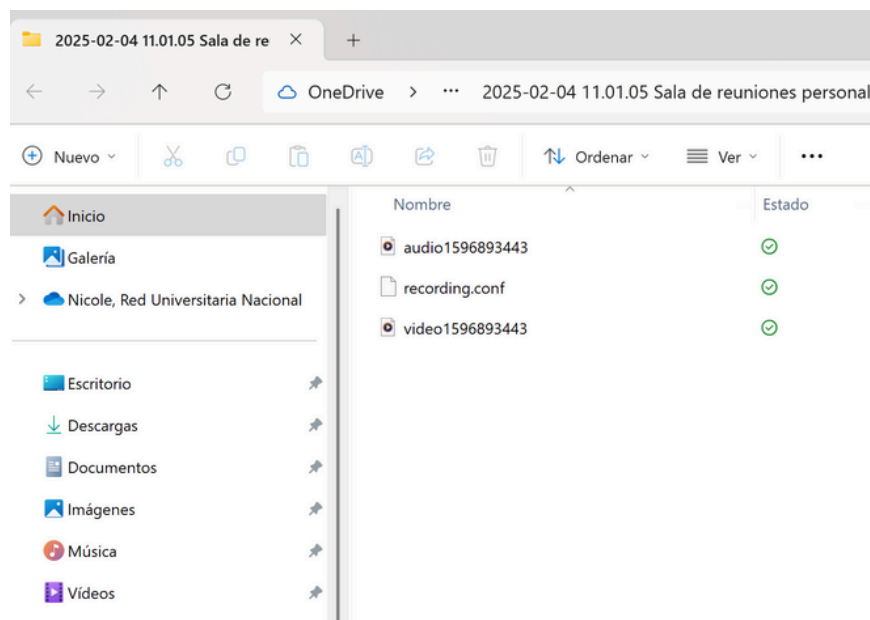 2025-02-04 11.01.05 Sala de re
OneDrive > ... 2025-02-04 11.01.05 Sala de reuniones personal
Nuevo
Ordenar
Ver
Inicio
Galería
Nicole, Red Universitaria Nacional
Escritorio
Descargas
Documentos
Imágenes
Música
Vídeos
Nombre Estado
audio1596893443
recording.conf
video1596893443